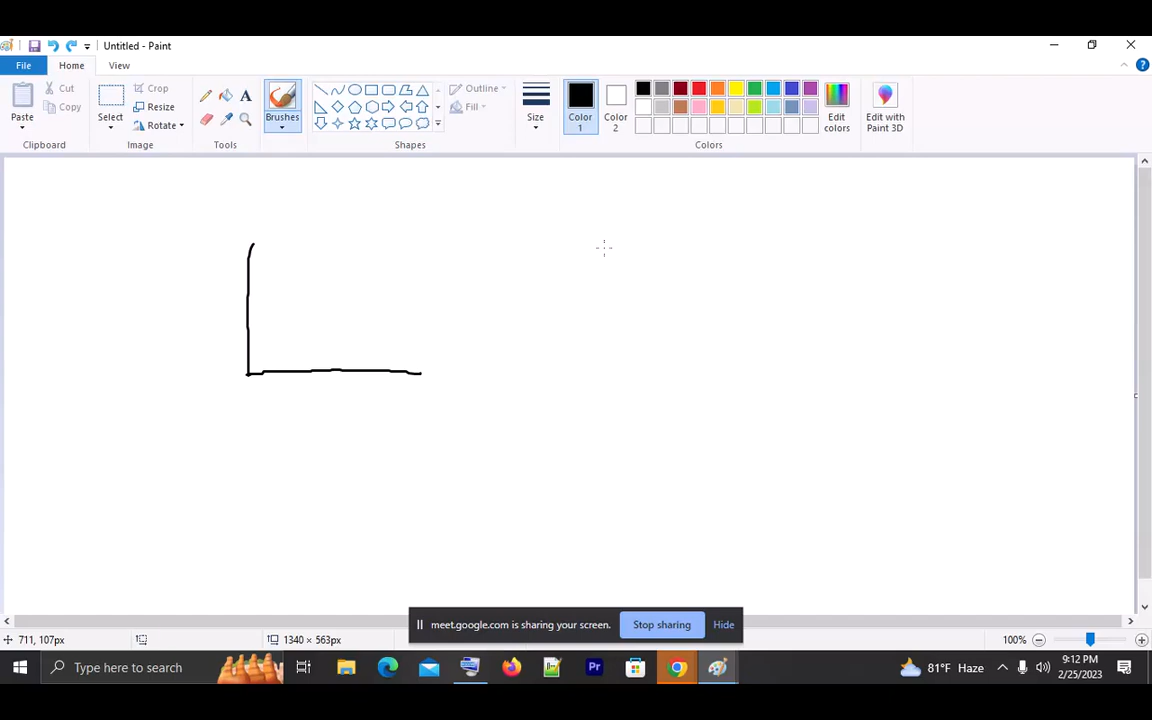 Untitled - Paint
File Home View
Paste
Cut
Copy
Clipboard
Select
Crop
Resize
Rotate
Image
A
Tools
Brushes
Shapes
Outline
Fill
Size
Color 1
Color 2
Edit colors
Colors
Edit with Paint 3D
meet.google.com is sharing your screen. Stop sharing Hide
711, 107px 1340 × 563px 100%
Type here to search Pr 81°F Haze 9:12 PM
2/25/2023